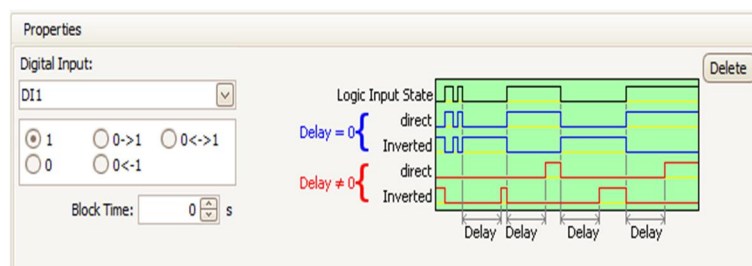 Properties
Digital Input:
DI1
1
0->1
0<->1
0
0<-1
Block Time: 0 s
Delete
Logic Input State
Delay = 0
direct
Inverted
Delay ≠ 0
direct
Inverted
Delay Delay Delay Delay